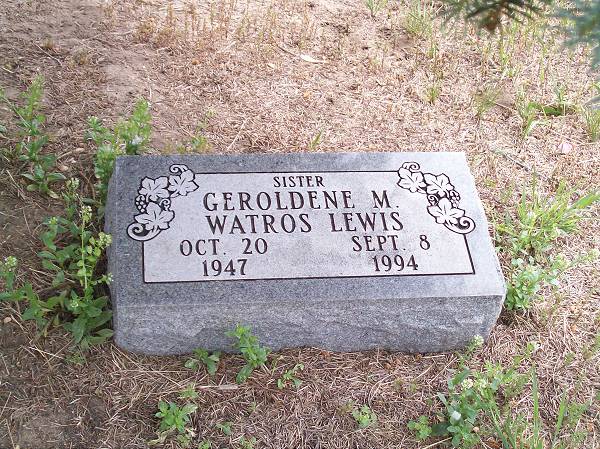 SISTER
GEROLDENE M.
WATROS LEWIS
OCT. 20 SEPT. 8
1947 1994